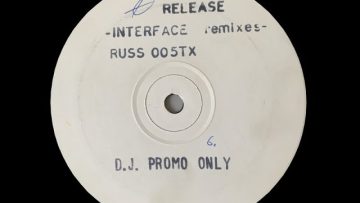 RELEASE
-INTERFACE remixes-
RUSS 005TX
6.
D.J. PROMO ONLY